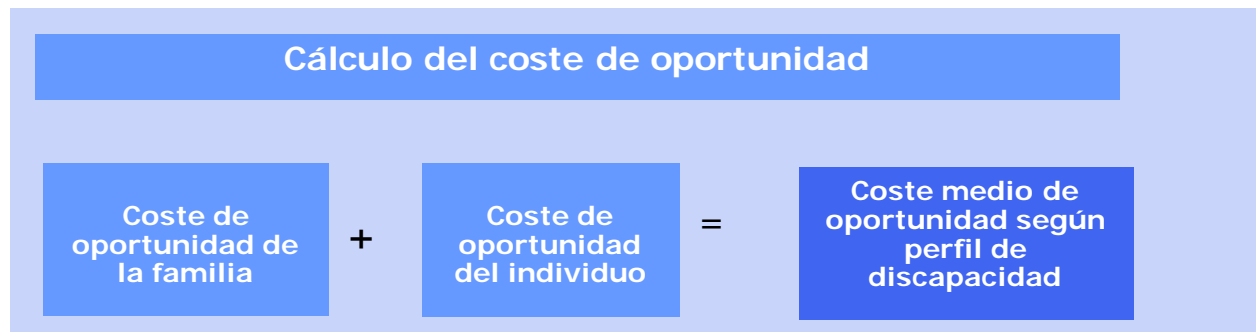 Cálculo del coste de oportunidad
Coste de
oportunidad de
la familia
+
Coste de
oportunidad
del individuo
=
Coste medio de
oportunidad según
perfil de
discapacidad